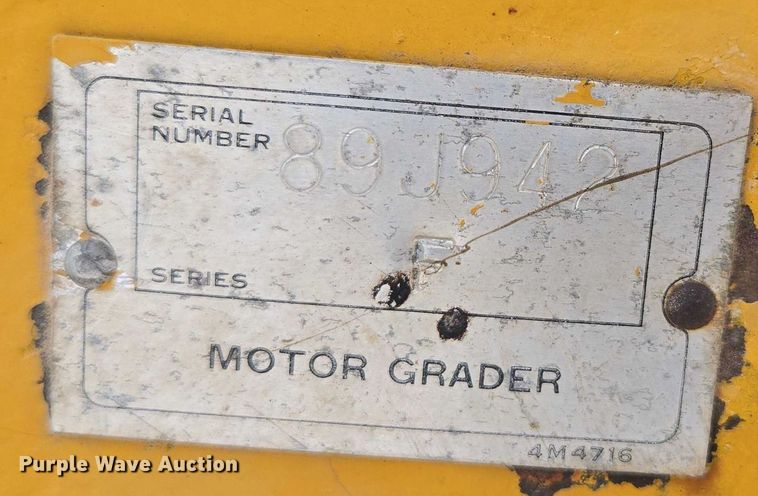 SERIAL
NUMBER 89J942
SERIES F
MOTOR GRADER
4M4716
Purple Wave Auction